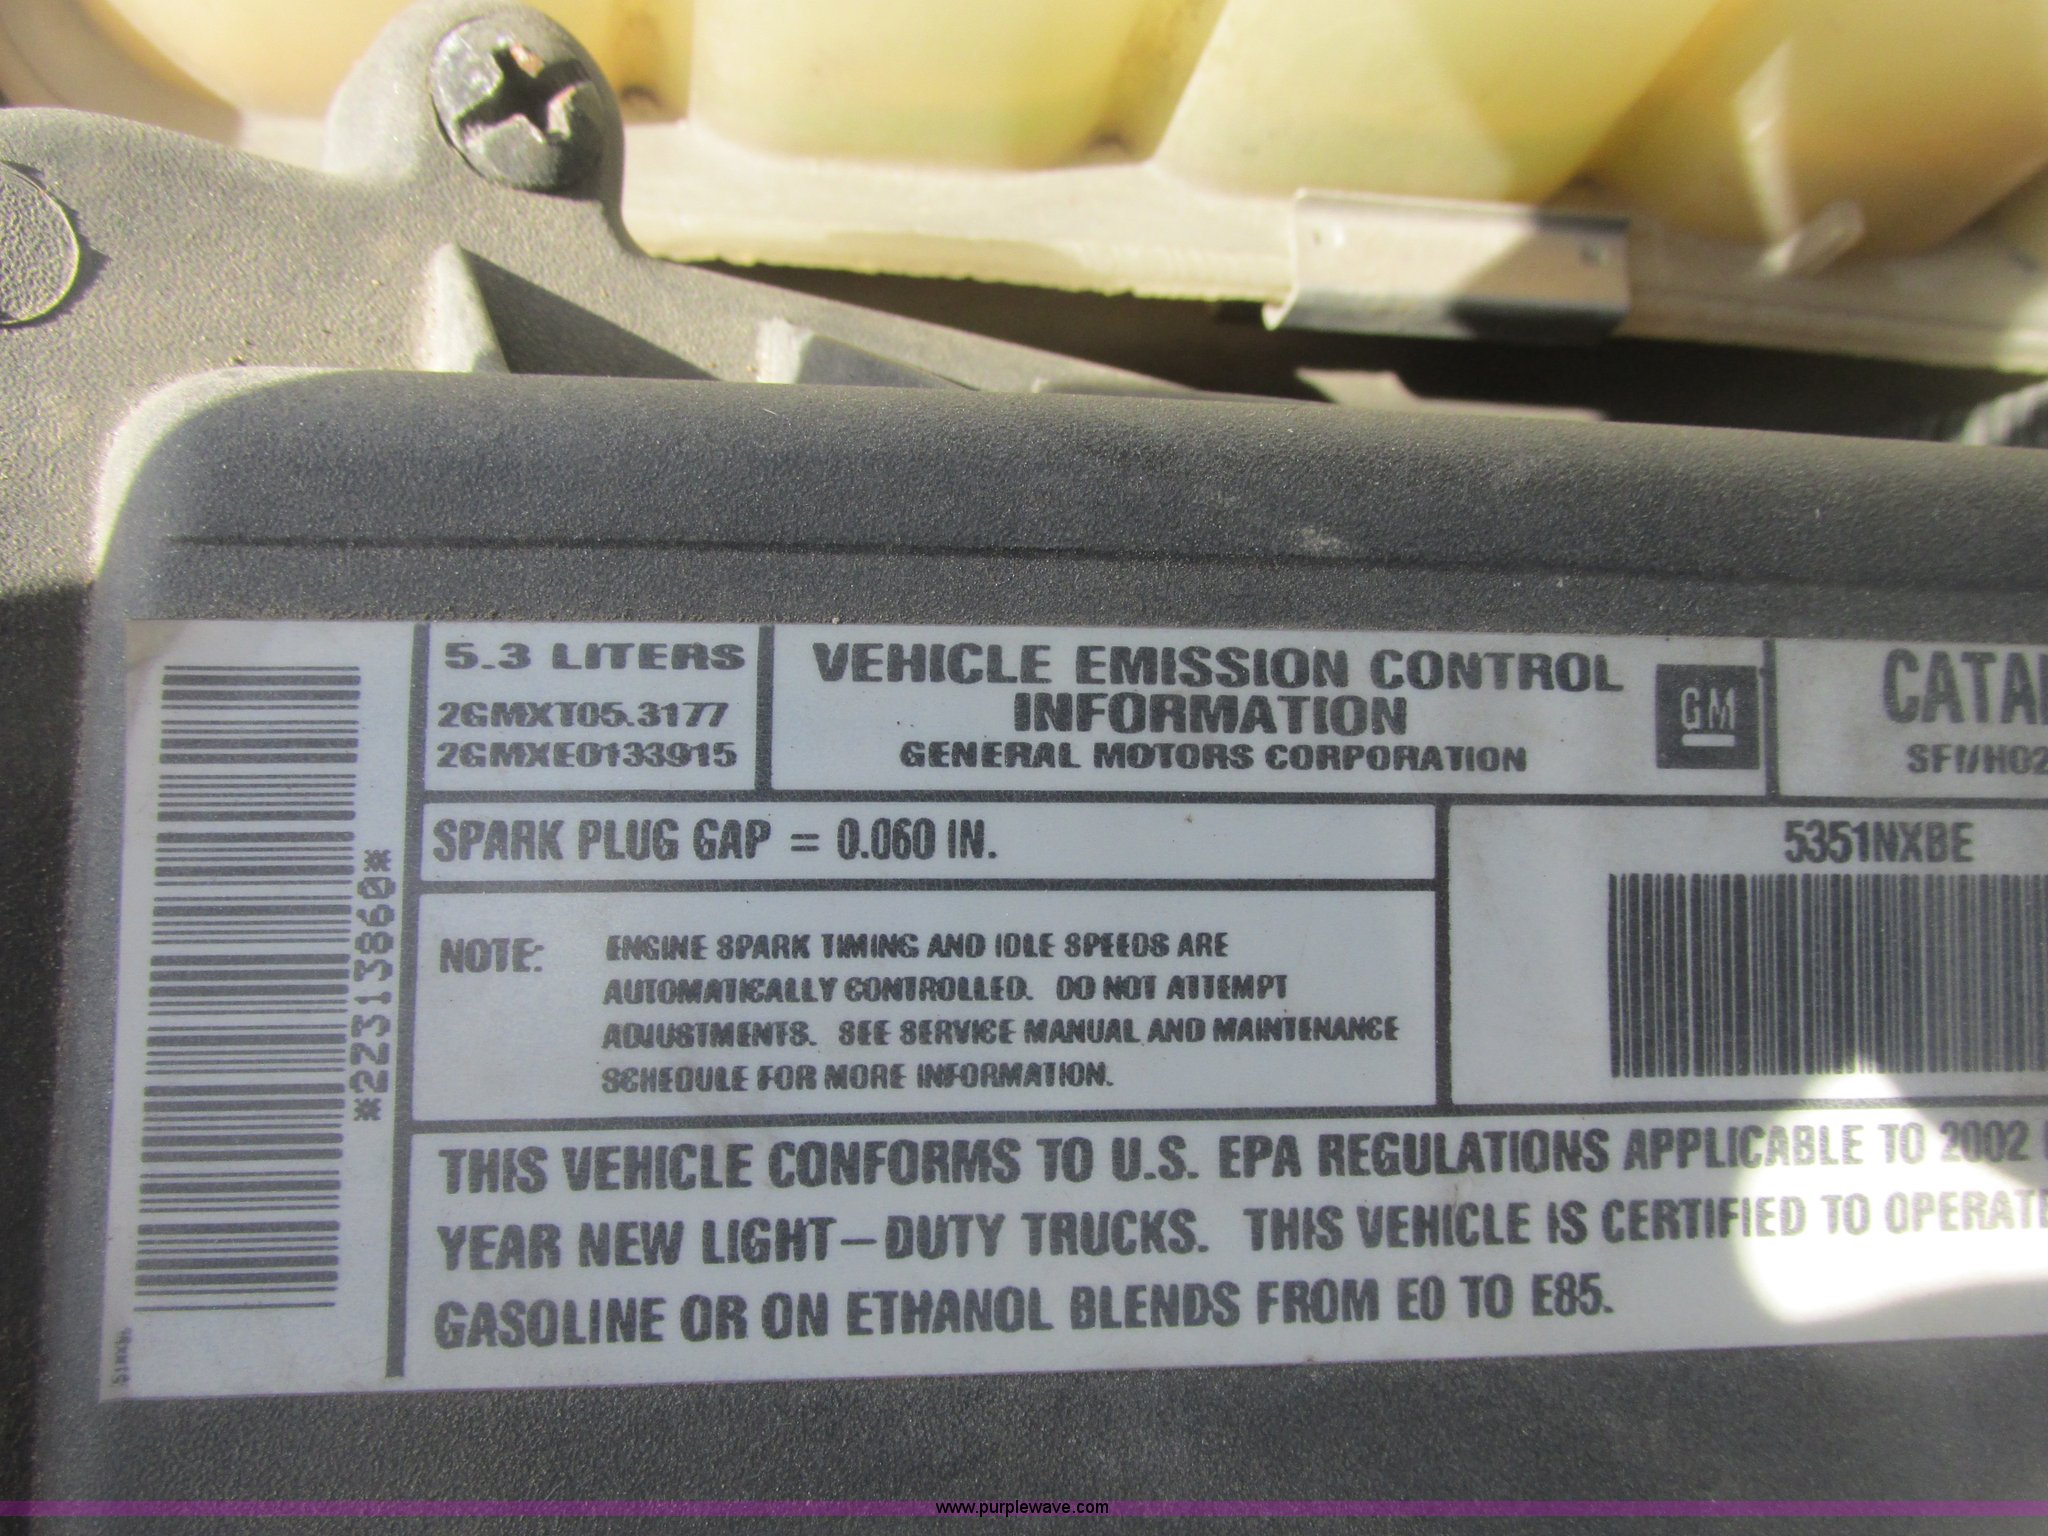 5.3 LITERS
2GMXT05.3177
2GMXE0133915
VEHICLE EMISSION CONTROL
INFORMATION
GENERAL MOTORS CORPORATION
GM
SPARK PLUG GAP = 0.060 IN.
5351NXBE
NOTE: ENGINE SPARK TIMING AND IDLE SPEEDS ARE
AUTOMATICALLY CONTROLLED. DO NOT ATTEMPT
ADJUSTMENTS. SEE SERVICE MANUAL AND MAINTENANCE
SCHEDULE FOR MORE INFORMATION.
*22313860*
THIS VEHICLE CONFORMS TO U.S. EPA REGULATIONS APPLICABLE TO 2002
YEAR NEW LIGHT-DUTY TRUCKS. THIS VEHICLE IS CERTIFIED TO OPERATE
GASOLINE OR ON ETHANOL BLENDS FROM E0 TO E85.
www.purplewave.com